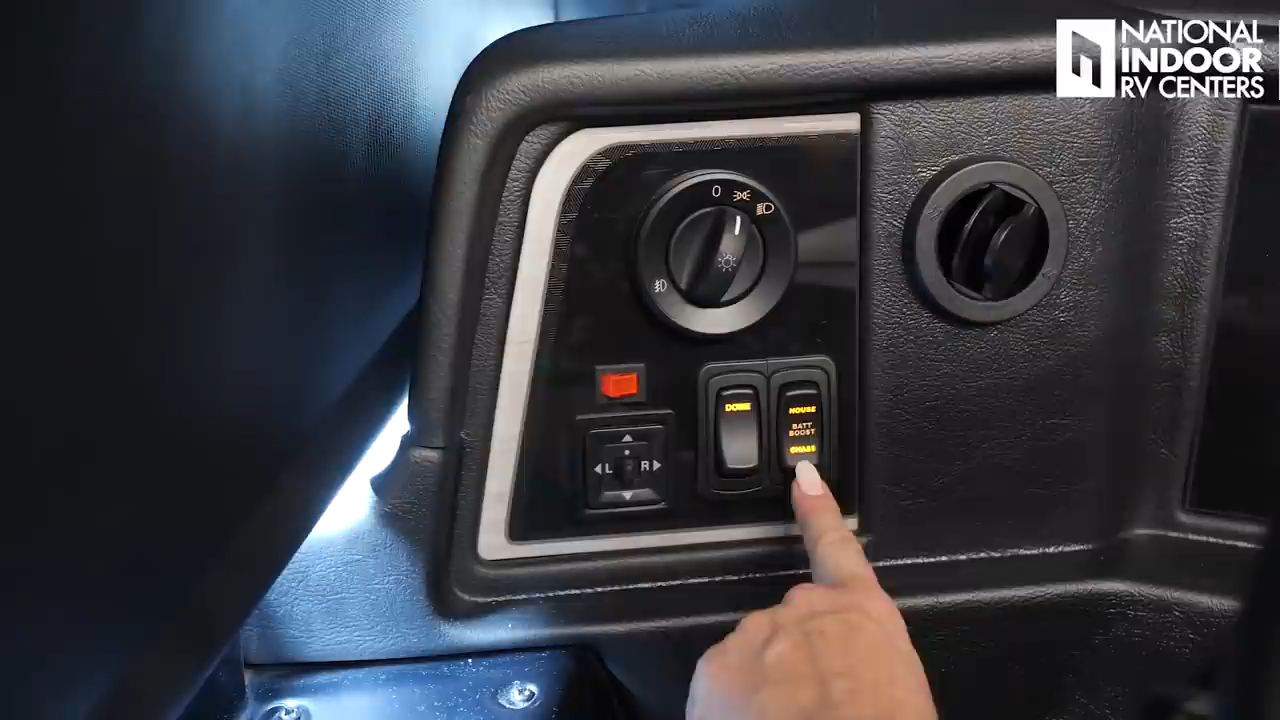 NATIONAL
INDOOR
RV CENTERS
0
DOME
HOUSE
BATT
BOOST
CHASS
L R